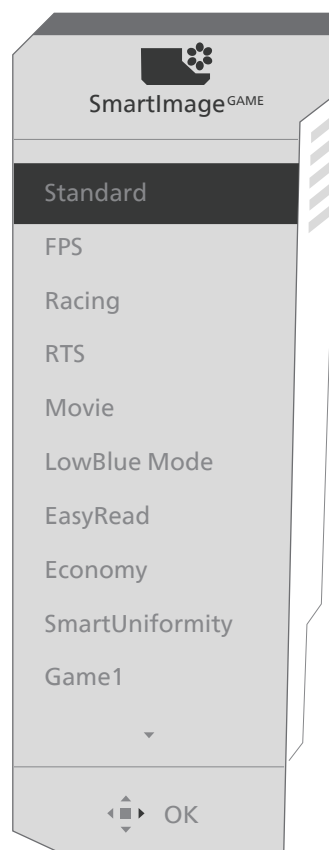 SmartImage GAME
Standard
FPS
Racing
RTS
Movie
LowBlue Mode
EasyRead
Economy
SmartUniformity
Game1
OK